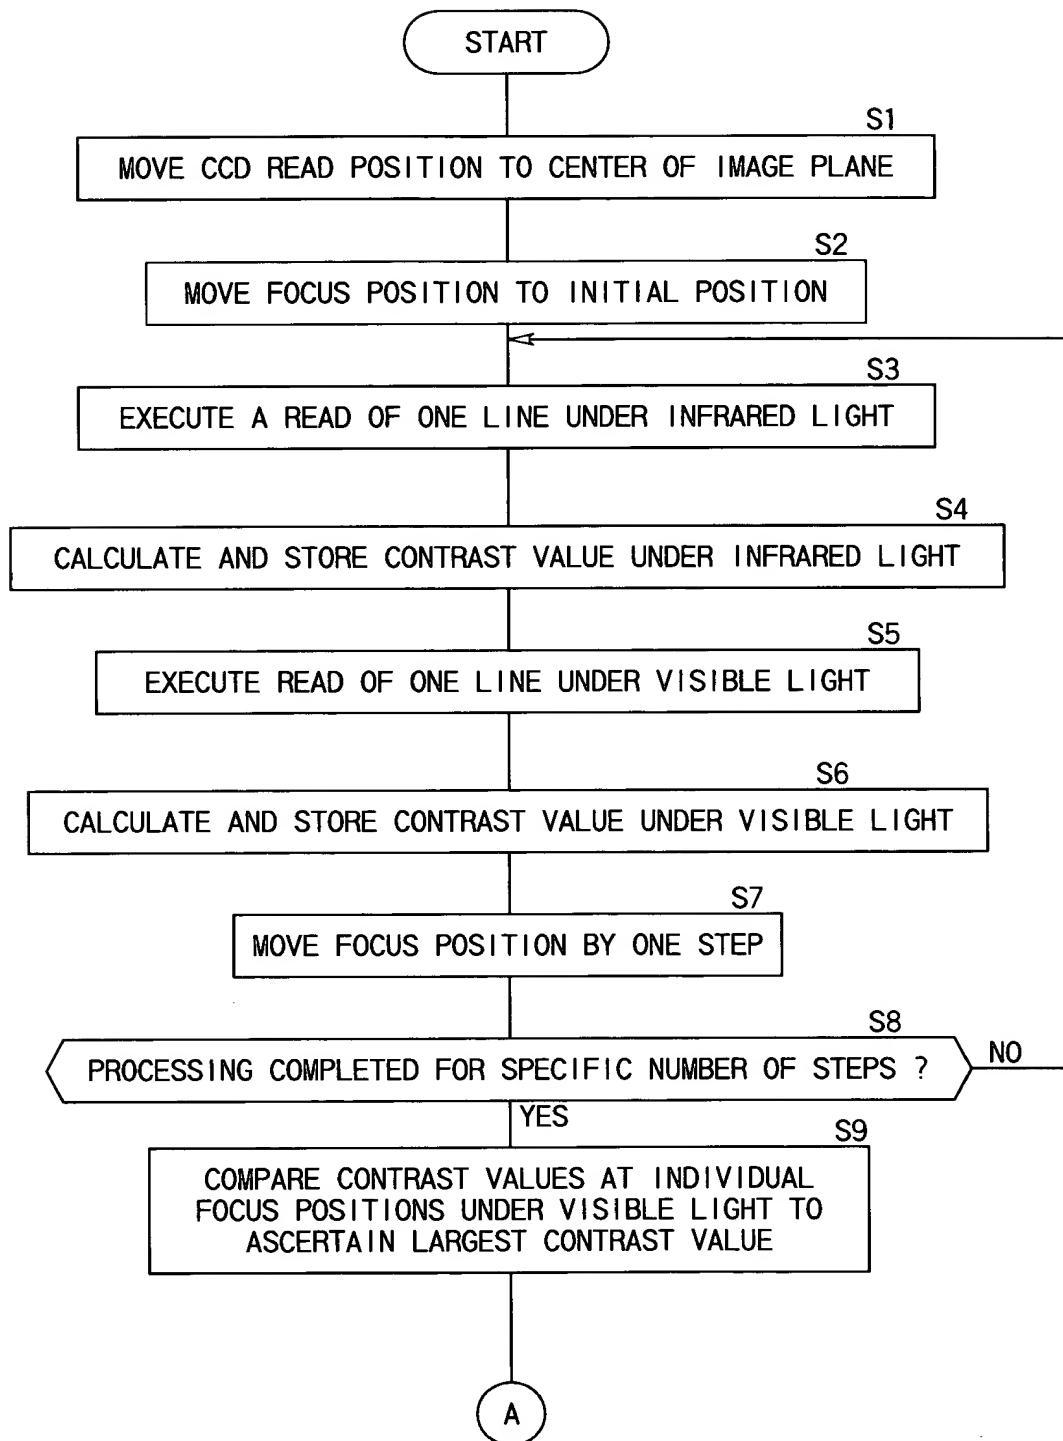 START
S1
MOVE CCD READ POSITION TO CENTER OF IMAGE PLANE
S2
MOVE FOCUS POSITION TO INITIAL POSITION
S3
EXECUTE A READ OF ONE LINE UNDER INFRARED LIGHT
S4
CALCULATE AND STORE CONTRAST VALUE UNDER INFRARED LIGHT
S5
EXECUTE READ OF ONE LINE UNDER VISIBLE LIGHT
S6
CALCULATE AND STORE CONTRAST VALUE UNDER VISIBLE LIGHT
S7
MOVE FOCUS POSITION BY ONE STEP
S8
PROCESSING COMPLETED FOR SPECIFIC NUMBER OF STEPS ?
NO
YES
S9
COMPARE CONTRAST VALUES AT INDIVIDUAL
FOCUS POSITIONS UNDER VISIBLE LIGHT TO
ASCERTAIN LARGEST CONTRAST VALUE
A